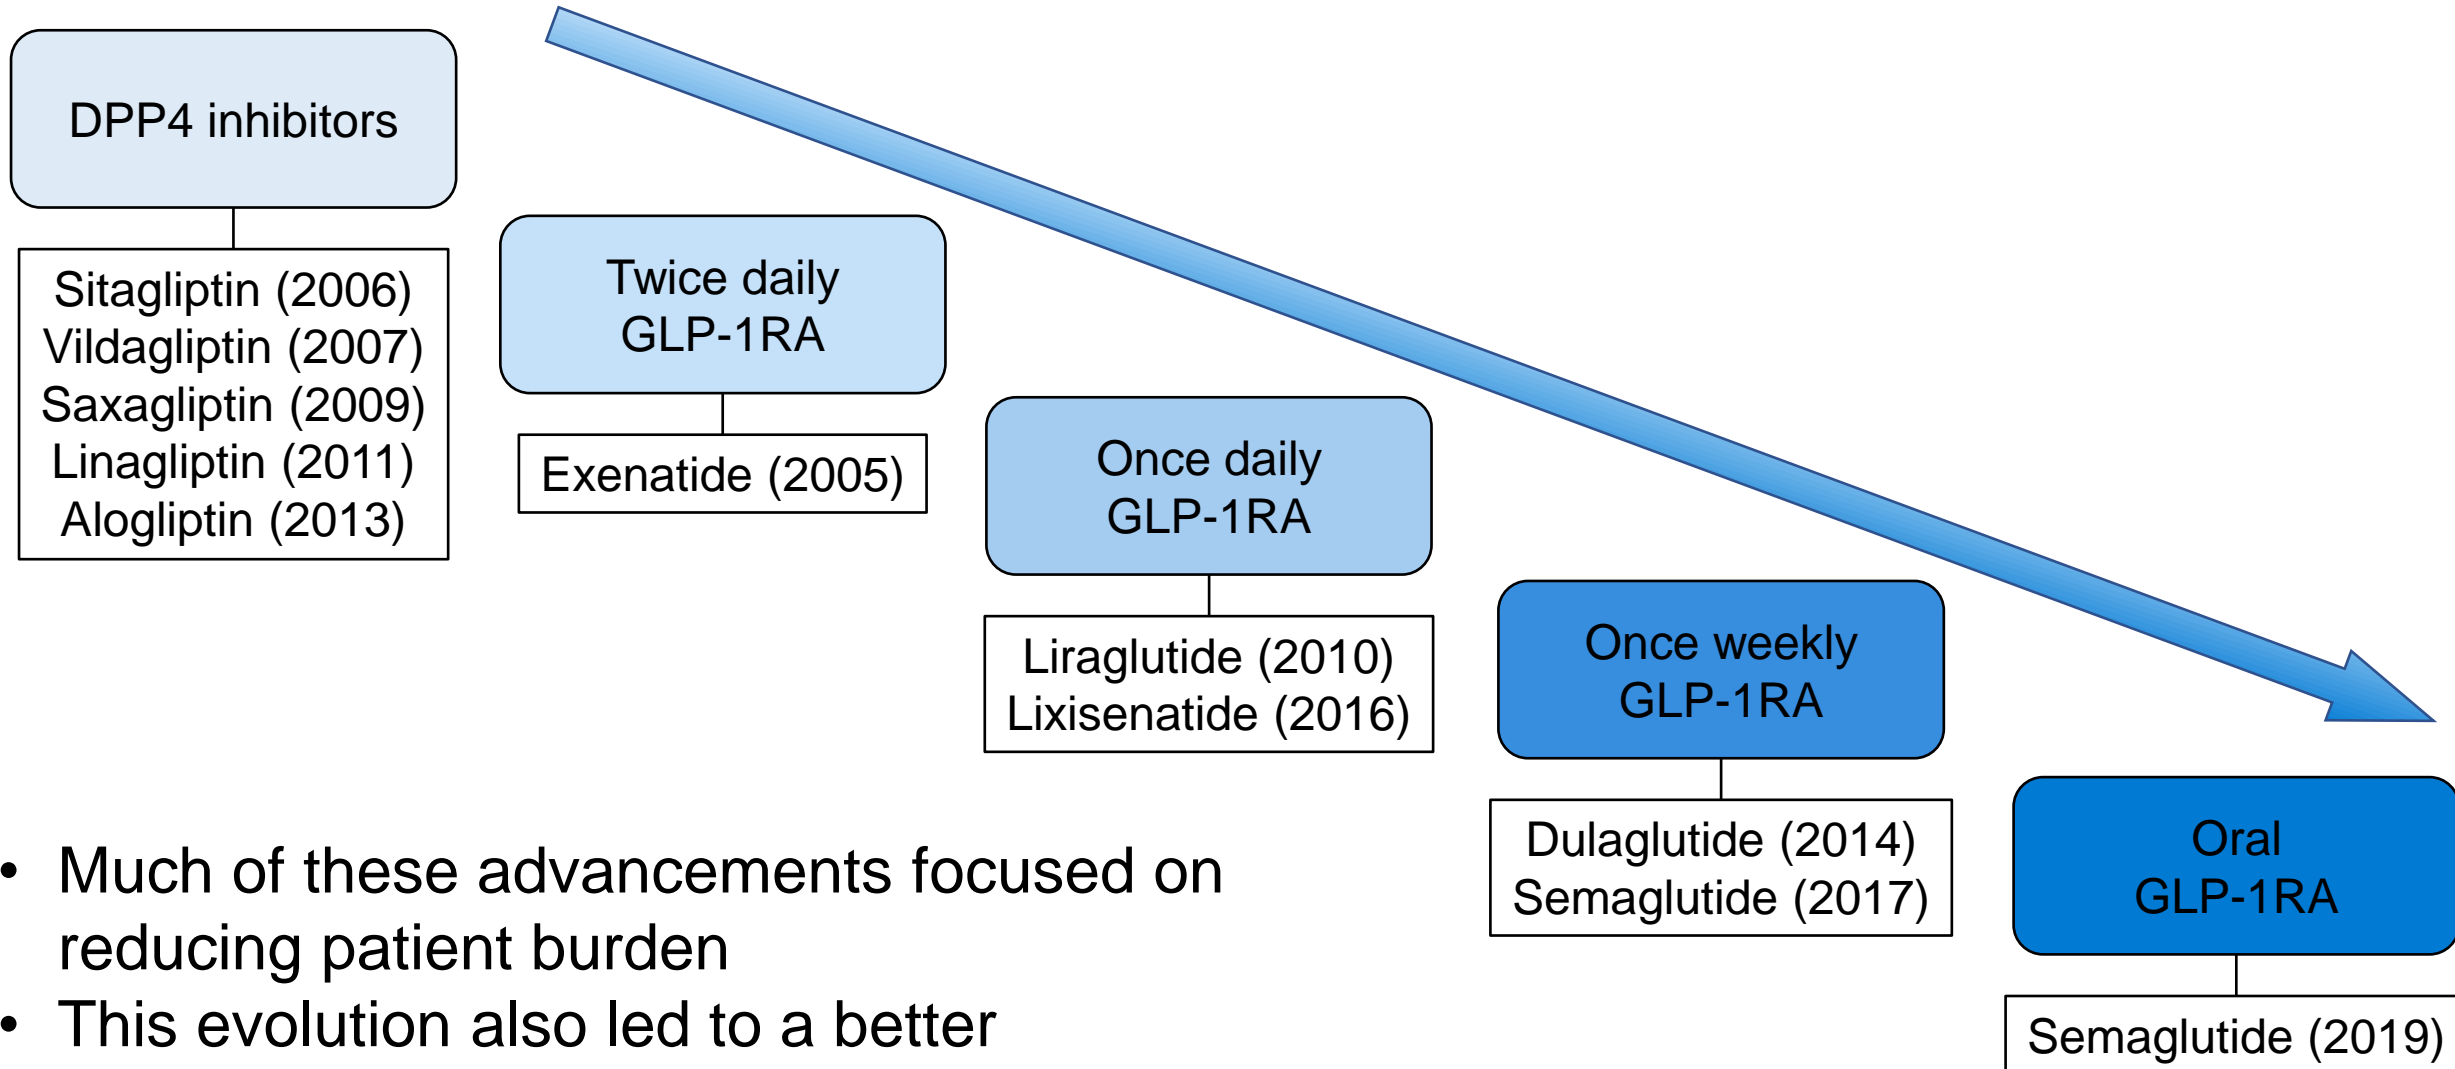 DPP4 inhibitors
Sitagliptin (2006)
Vildagliptin (2007)
Saxagliptin (2009)
Linagliptin (2011)
Alogliptin (2013)
Twice daily
GLP-1RA
Exenatide (2005)
Once daily
GLP-1RA
Liraglutide (2010)
Lixisenatide (2016)
Once weekly
GLP-1RA
Dulaglutide (2014)
Semaglutide (2017)
Oral
GLP-1RA
Semaglutide (2019)
• Much of these advancements focused on
reducing patient burden
• This evolution also led to a better